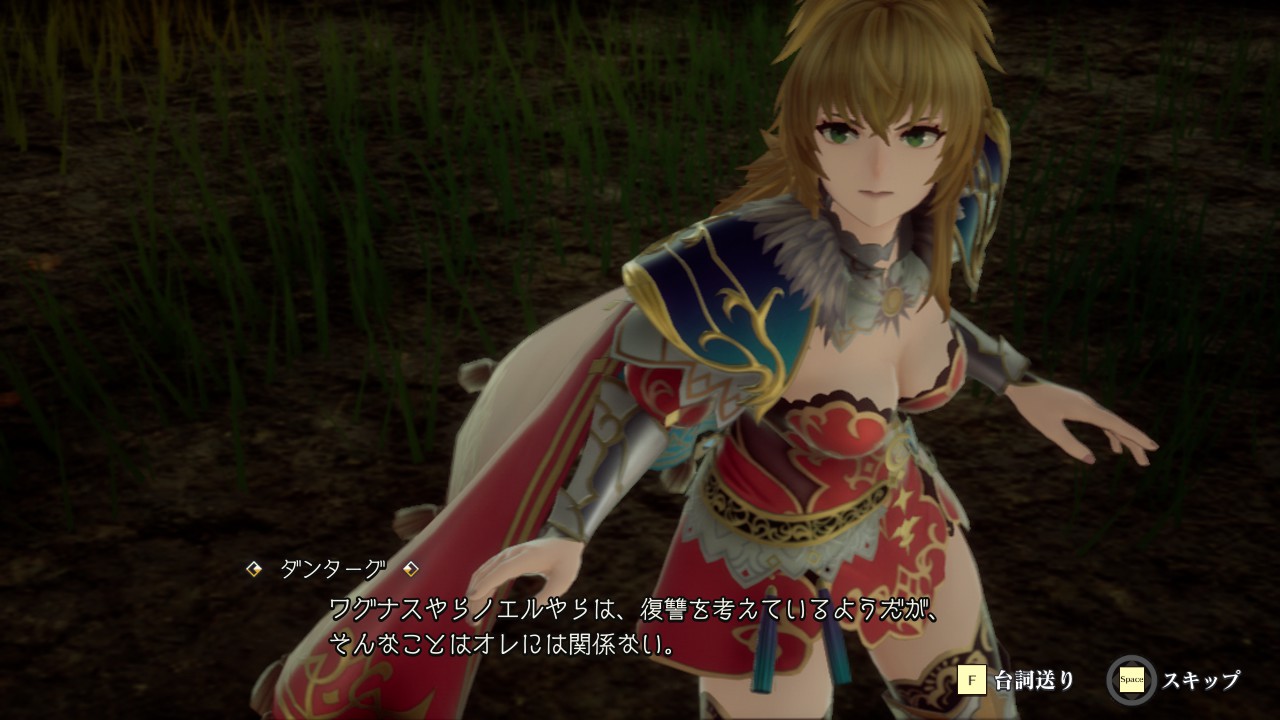 ダンターグ
ワグナスやらノエルやらは、復讐を考えているようだが、
そんなことはオレには関係ない。
F 台詞送り Space スキップ